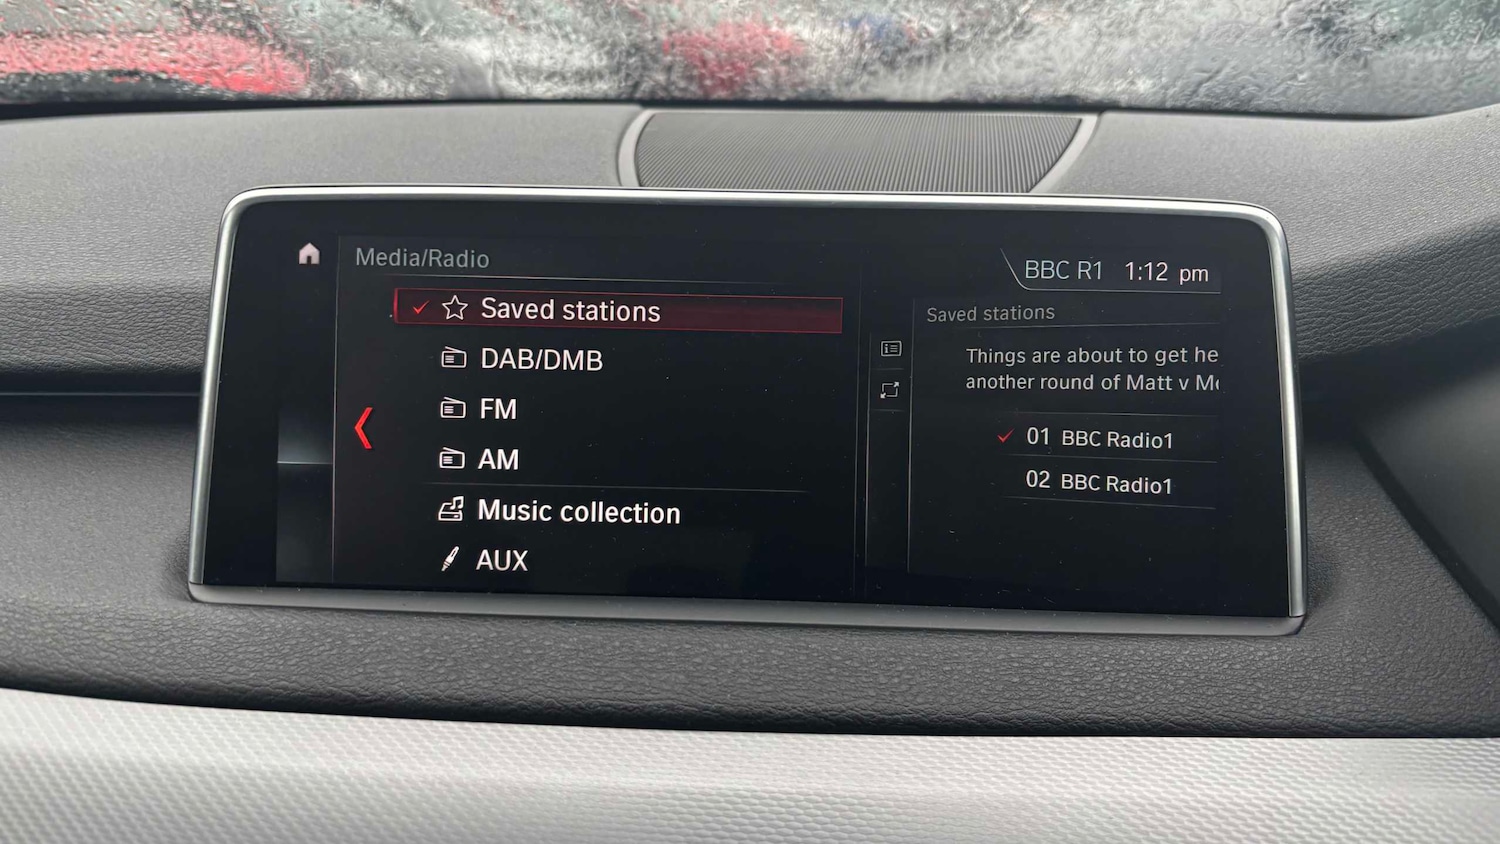 Media/Radio
BBC R1 1:12 pm
Saved stations
DAB/DMB
FM
AM
Music collection
AUX
Saved stations
Things are about to get he
another round of Matt v
01 BBC Radio1
02 BBC Radio1